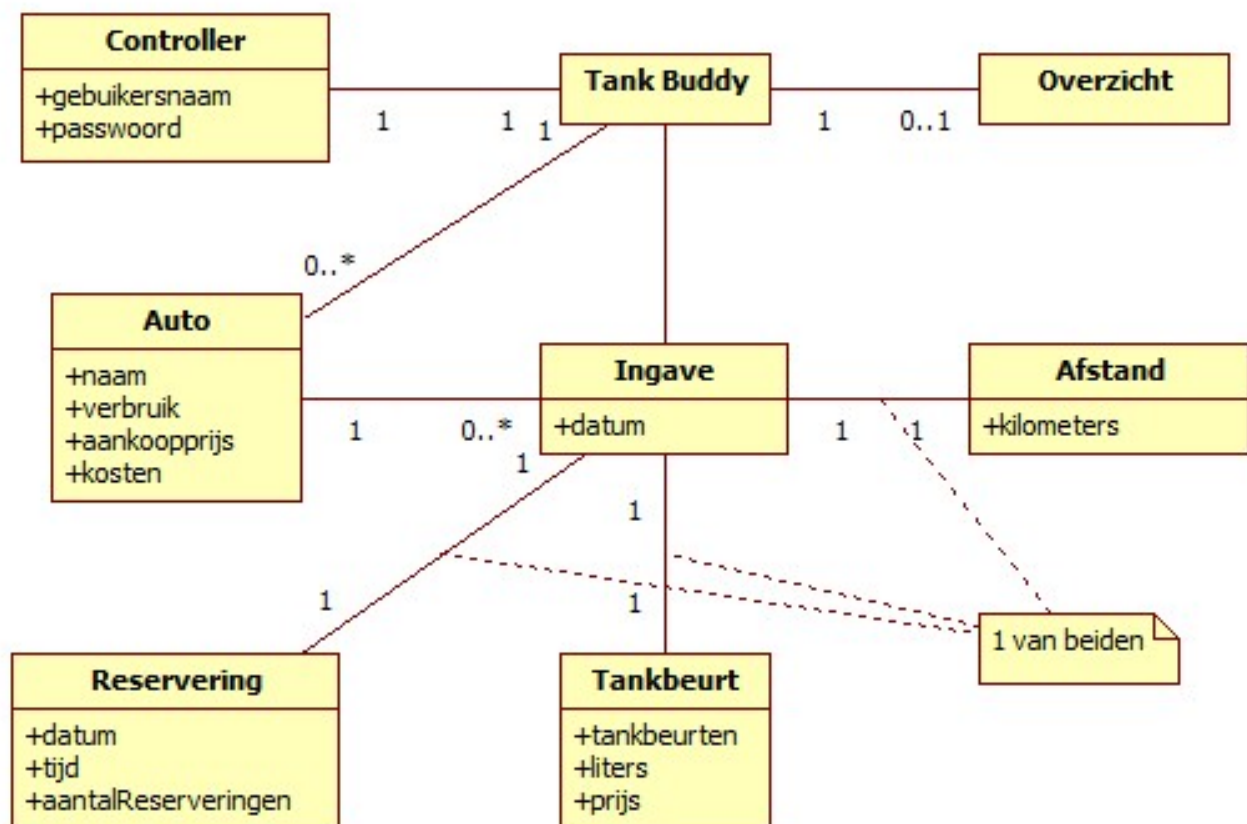 Controller
+gebuikersnaam
+passwoord
Tank Buddy
Overzicht
1
1
1
1
0..1
0..*
Auto
+naam
+verbruik
+aankoopprijs
+kosten
Ingave
+datum
Afstand
+kilometers
1
0..*
1
1
1
1
1
1
1 van beiden
Reservering
+datum
+tijd
+aantalReserveringen
Tankbeurt
+tankbeurten
+liters
+prijs